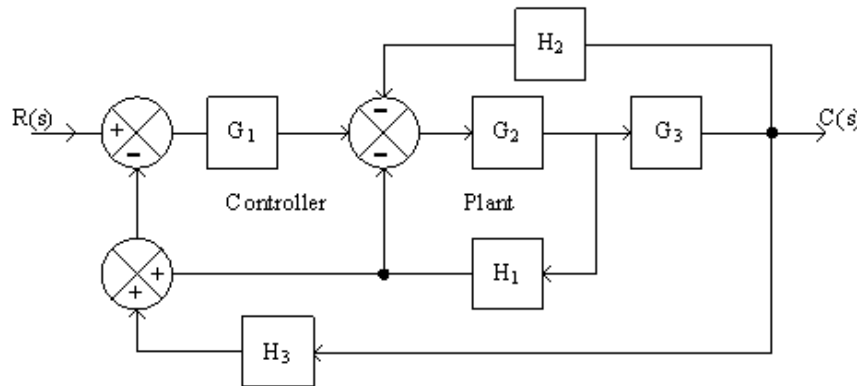 H₂
R(s) + - G₁ - - G₂ G₃ C(s)
Controller Plant
+ + H₁
H₃